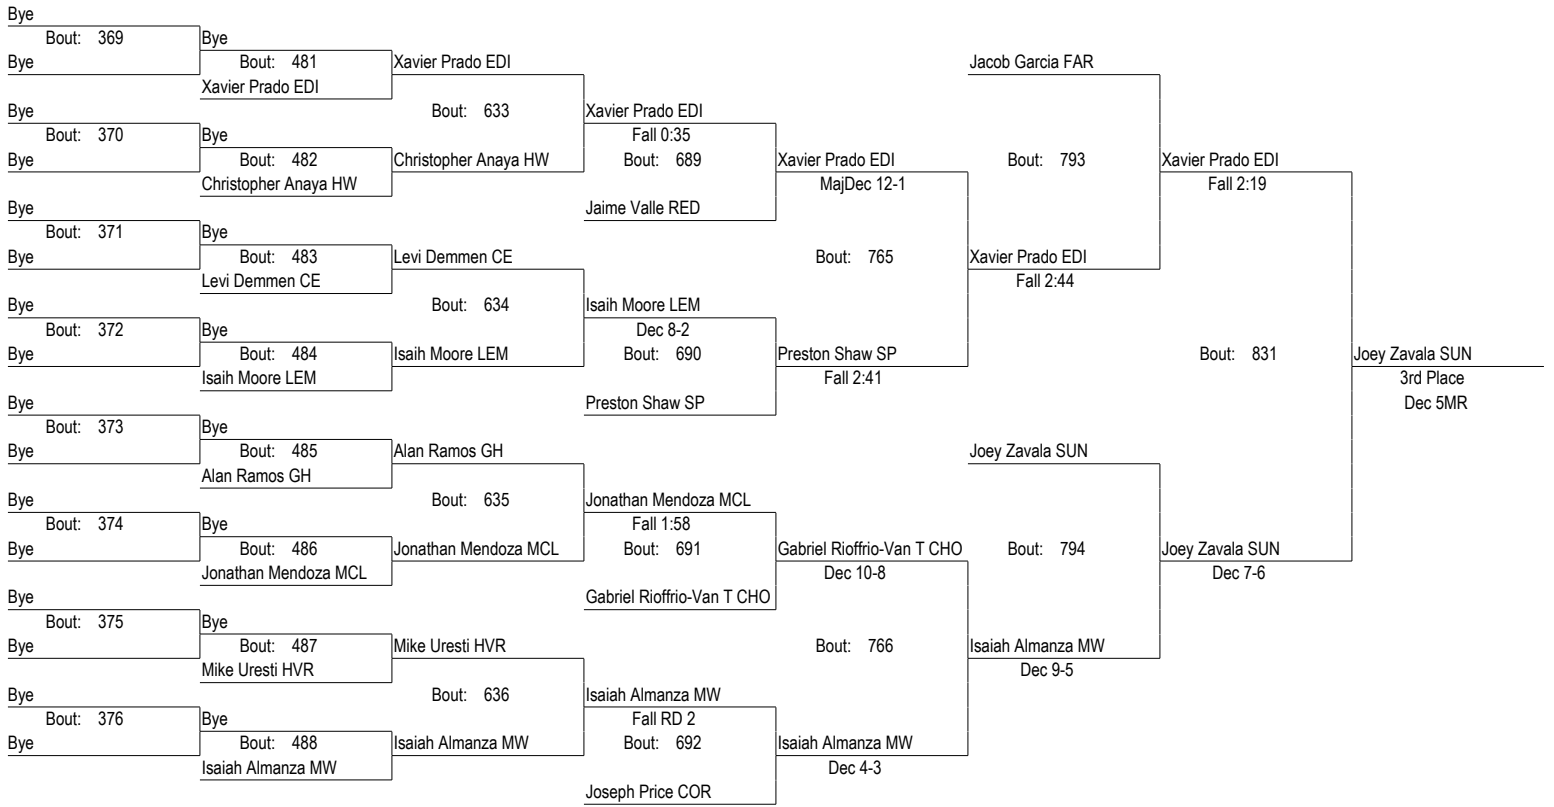 Bye
Bout: 369
Bye
Bye
Bout: 481
Xavier Prado EDI
Xavier Prado EDI
Bout: 633
Bye
Bout: 370
Bye
Bye
Bout: 482
Christopher Anaya HW
Christopher Anaya HW
Xavier Prado EDI
Fall 0:35
Bout: 689
Jaime Valle RED
Bye
Bout: 371
Bye
Bye
Bout: 483
Levi Demmen CE
Levi Demmen CE
Bout: 634
Bye
Bout: 372
Bye
Bye
Bout: 484
Isaih Moore LEM
Isaih Moore LEM
Isaih Moore LEM
Dec 8-2
Bout: 690
Preston Shaw SP
Xavier Prado EDI
MajDec 12-1
Bout: 765
Preston Shaw SP
Fall 2:41
Jacob Garcia FAR
Bout: 793
Xavier Prado EDI
Fall 2:44
Xavier Prado EDI
Fall 2:19
Bye
Bout: 373
Bye
Bye
Bout: 485
Alan Ramos GH
Alan Ramos GH
Bout: 635
Bye
Bout: 374
Bye
Bye
Bout: 486
Jonathan Mendoza MCL
Jonathan Mendoza MCL
Jonathan Mendoza MCL
Fall 1:58
Bout: 691
Gabriel Rioffrio-Van T CHO
Bye
Bout: 375
Bye
Bye
Bout: 487
Mike Uresti HVR
Mike Uresti HVR
Bout: 636
Bye
Bout: 376
Bye
Bye
Bout: 488
Isaiah Almanza MW
Isaiah Almanza MW
Isaiah Almanza MW
Fall RD 2
Bout: 692
Joseph Price COR
Gabriel Rioffrio-Van T CHO
Dec 10-8
Bout: 766
Isaiah Almanza MW
Dec 4-3
Joey Zavala SUN
Bout: 794
Isaiah Almanza MW
Dec 9-5
Joey Zavala SUN
Dec 7-6
Bout: 831
Joey Zavala SUN
3rd Place
Dec 5MR